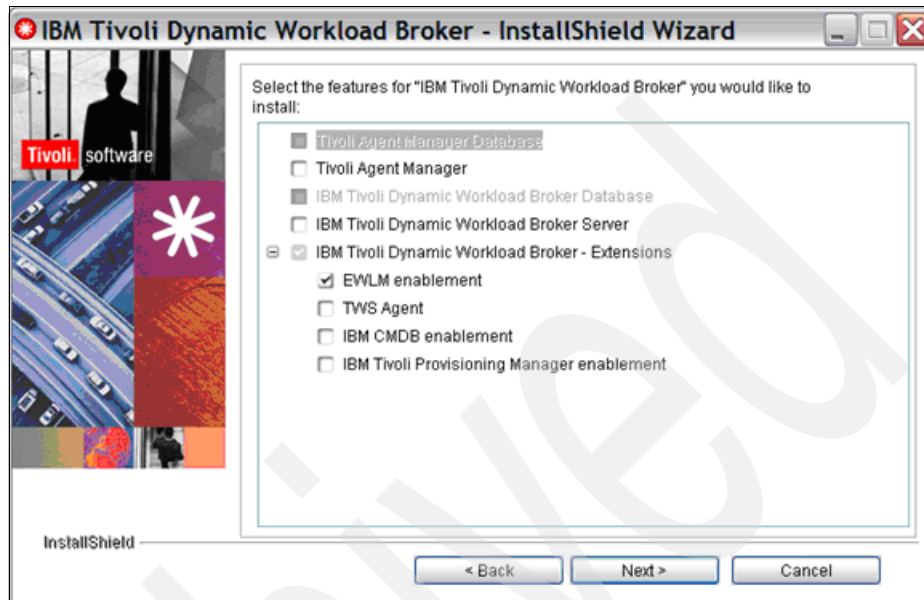 IBM Tivoli Dynamic Workload Broker - InstallShield Wizard
Select the features for "IBM Tivoli Dynamic Workload Broker" you would like to
install:
Tivoli. software
Tivoli Agent Manager Database
Tivoli Agent Manager
IBM Tivoli Dynamic Workload Broker Database
IBM Tivoli Dynamic Workload Broker Server
IBM Tivoli Dynamic Workload Broker - Extensions
EWLM enablement
TWS Agent
IBM CMDB enablement
IBM Tivoli Provisioning Manager enablement
InstallShield
< Back
Next >
Cancel